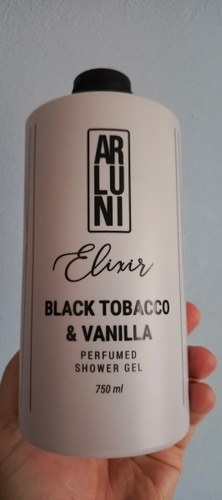 AR
LU
NI
Elixir
BLACK TOBACCO
& VANILLA
PERFUMED
SHOWER GEL
750 ml